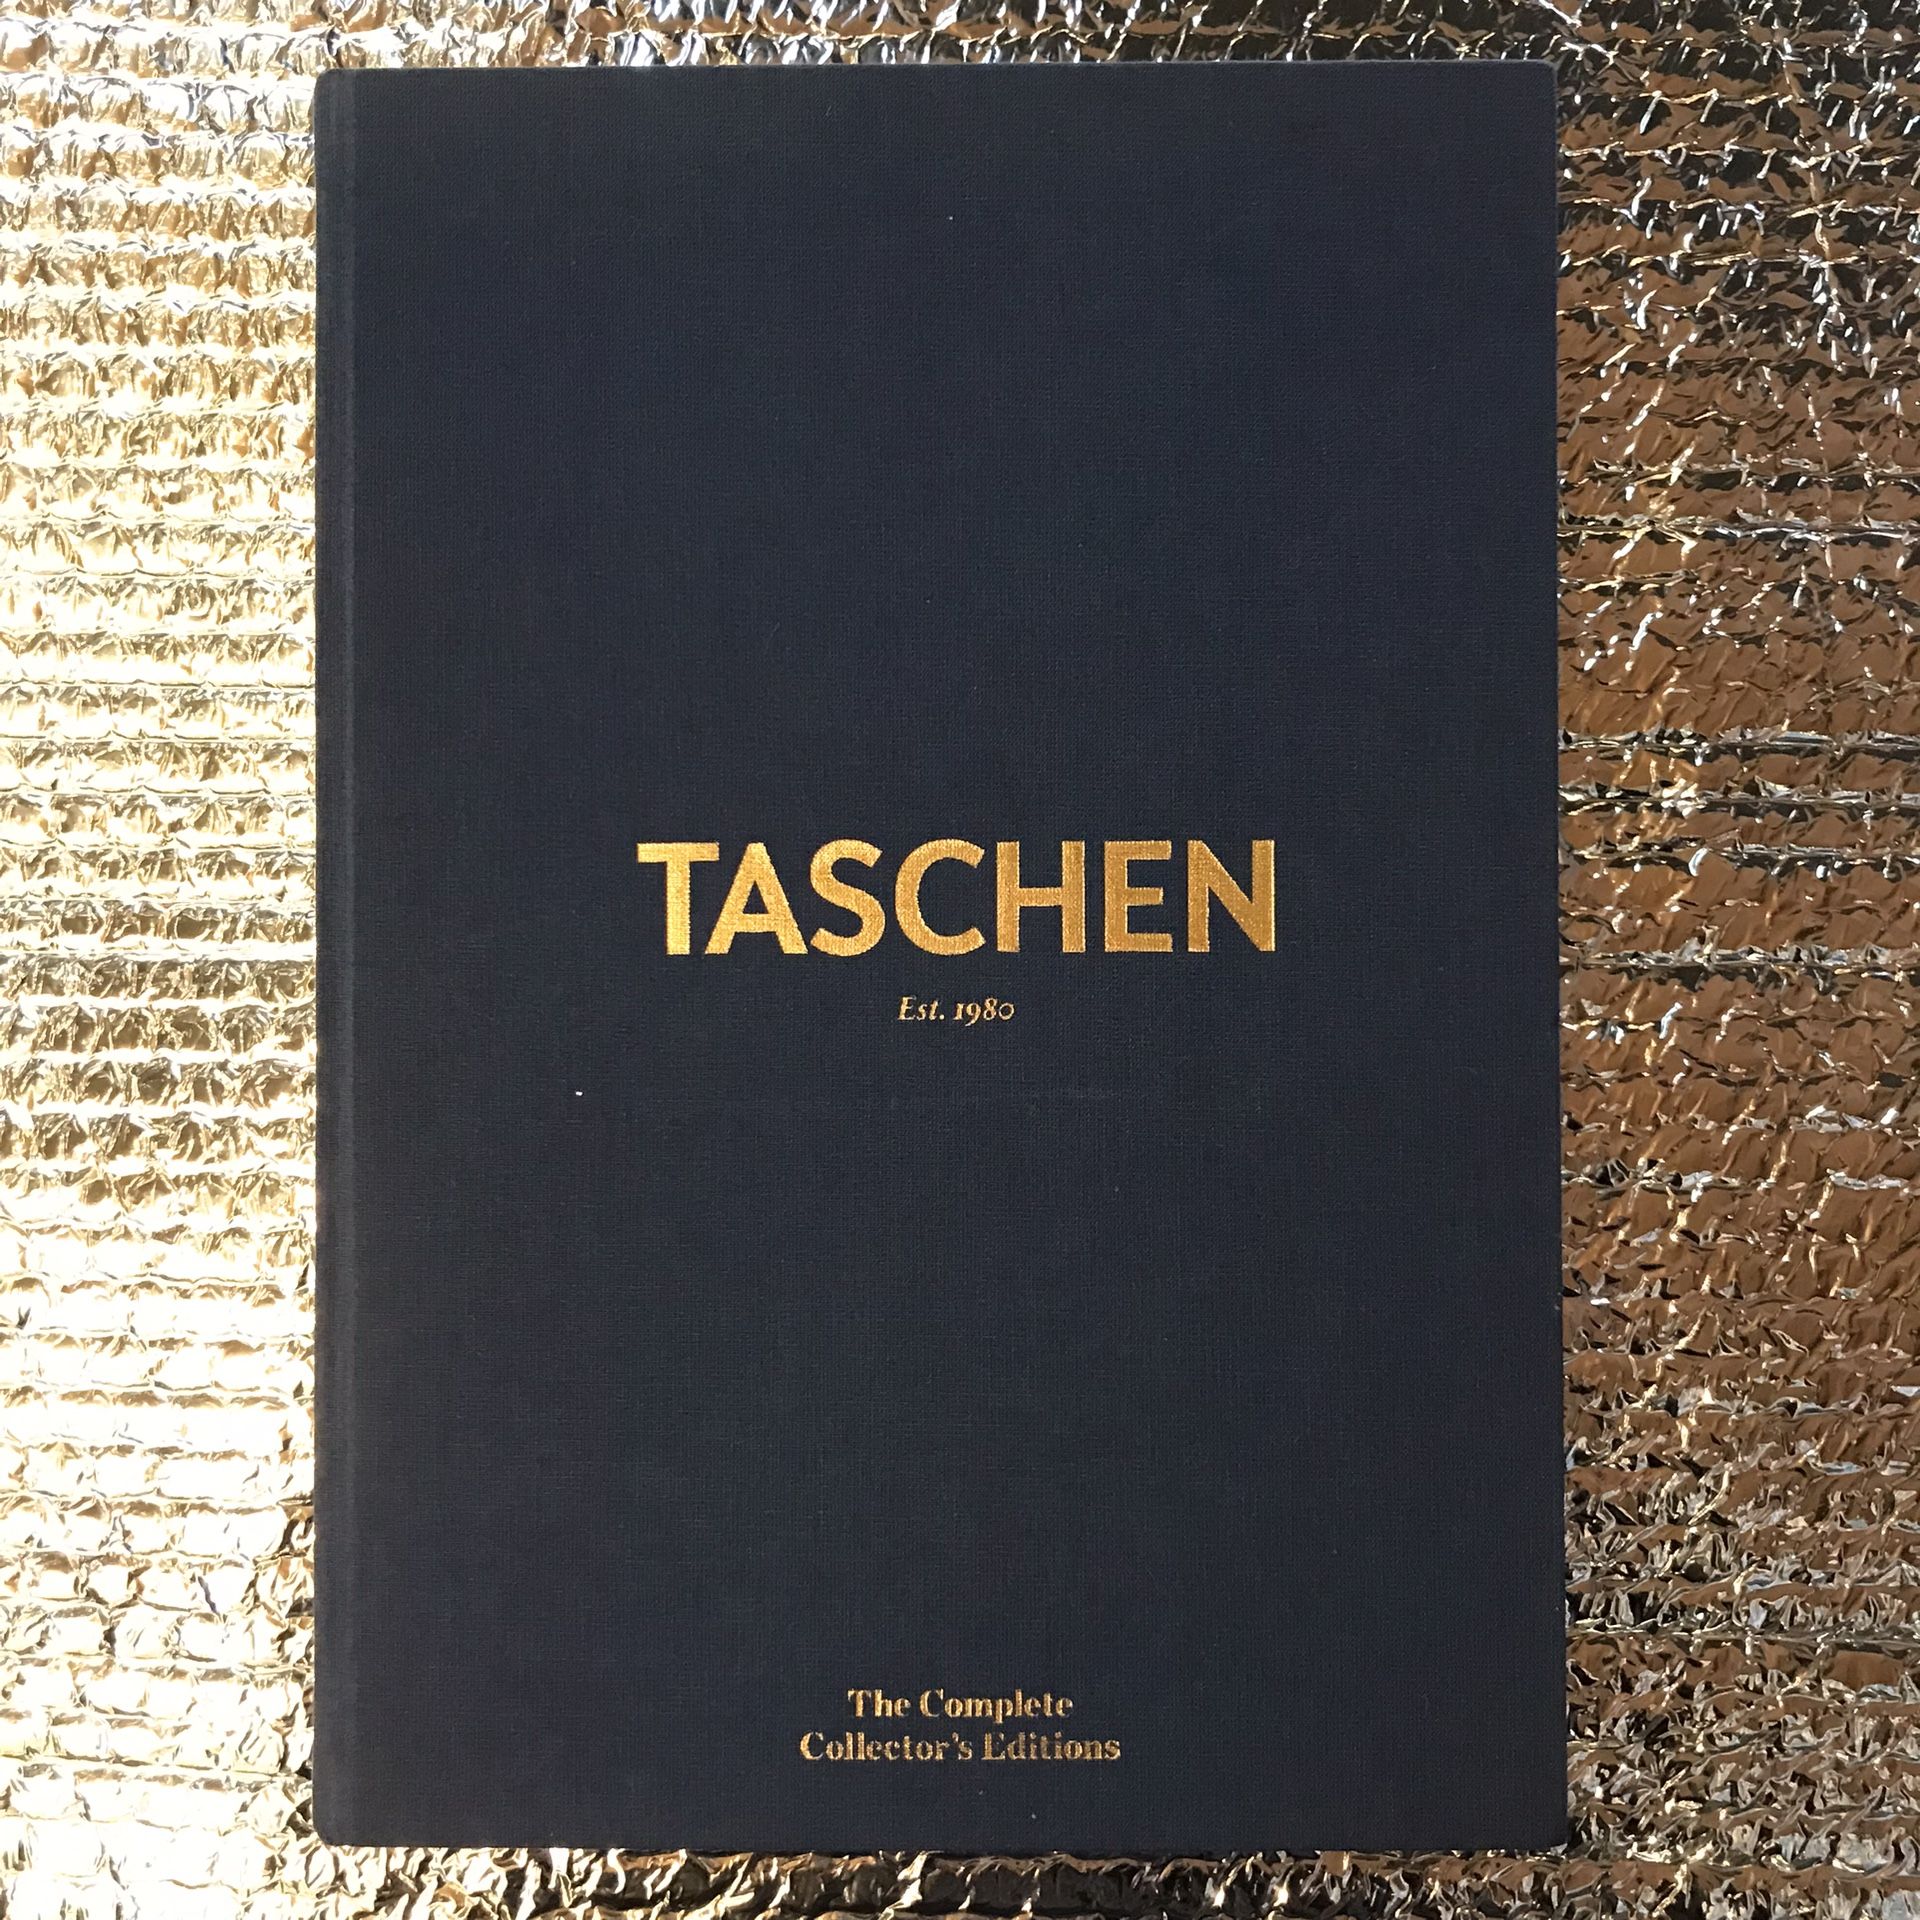 TASCHEN
Est. 1980
The Complete
Collector's Editions